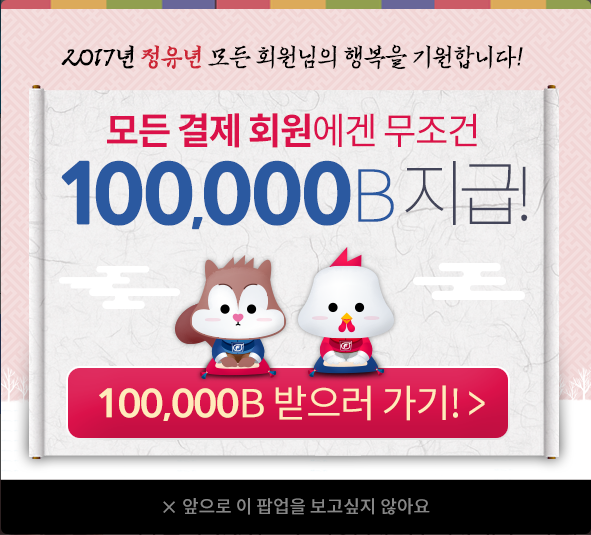 2017년 정유년 모든 회원님의 행복을 기원합니다!
모든 결제 회원에겐 무조건
100,000B 지급!
100,000B 받으러 가기! >
× 앞으로 이 팝업을 보고싶지 않아요